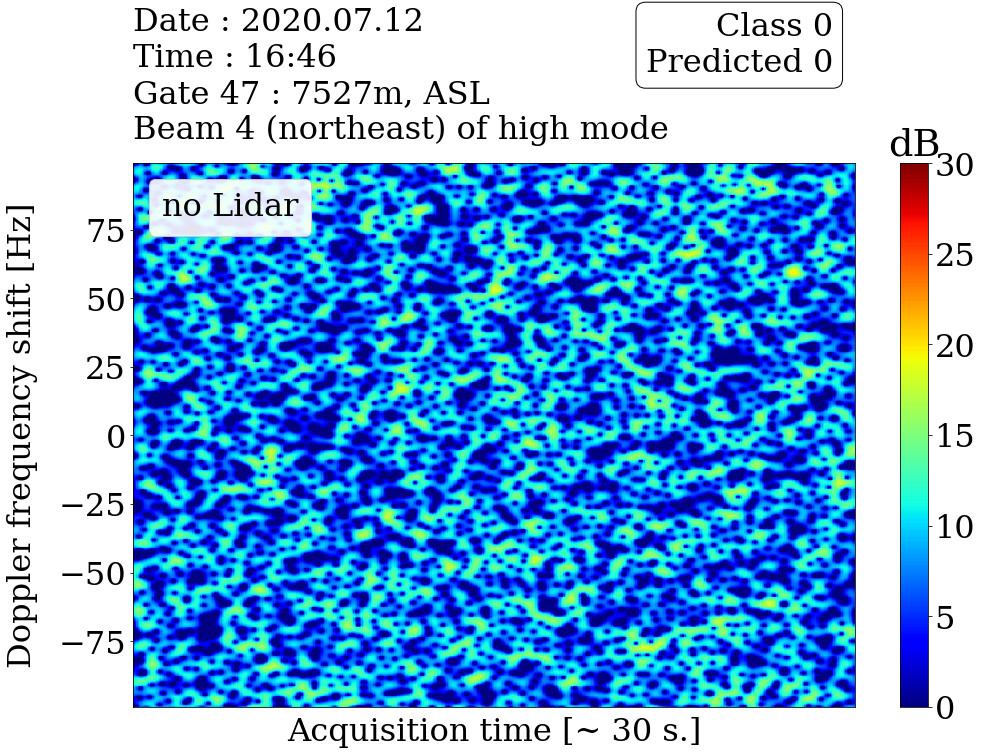 Date : 2020.07.12
Time : 16:46
Gate 47 : 7527m, ASL
Beam 4 (northeast) of high mode
Class 0
Predicted 0
dB
no Lidar
Doppler frequency shift [Hz]
75
50
25
0
−25
−50
−75
30
25
20
15
10
5
0
Acquisition time [~ 30 s.]